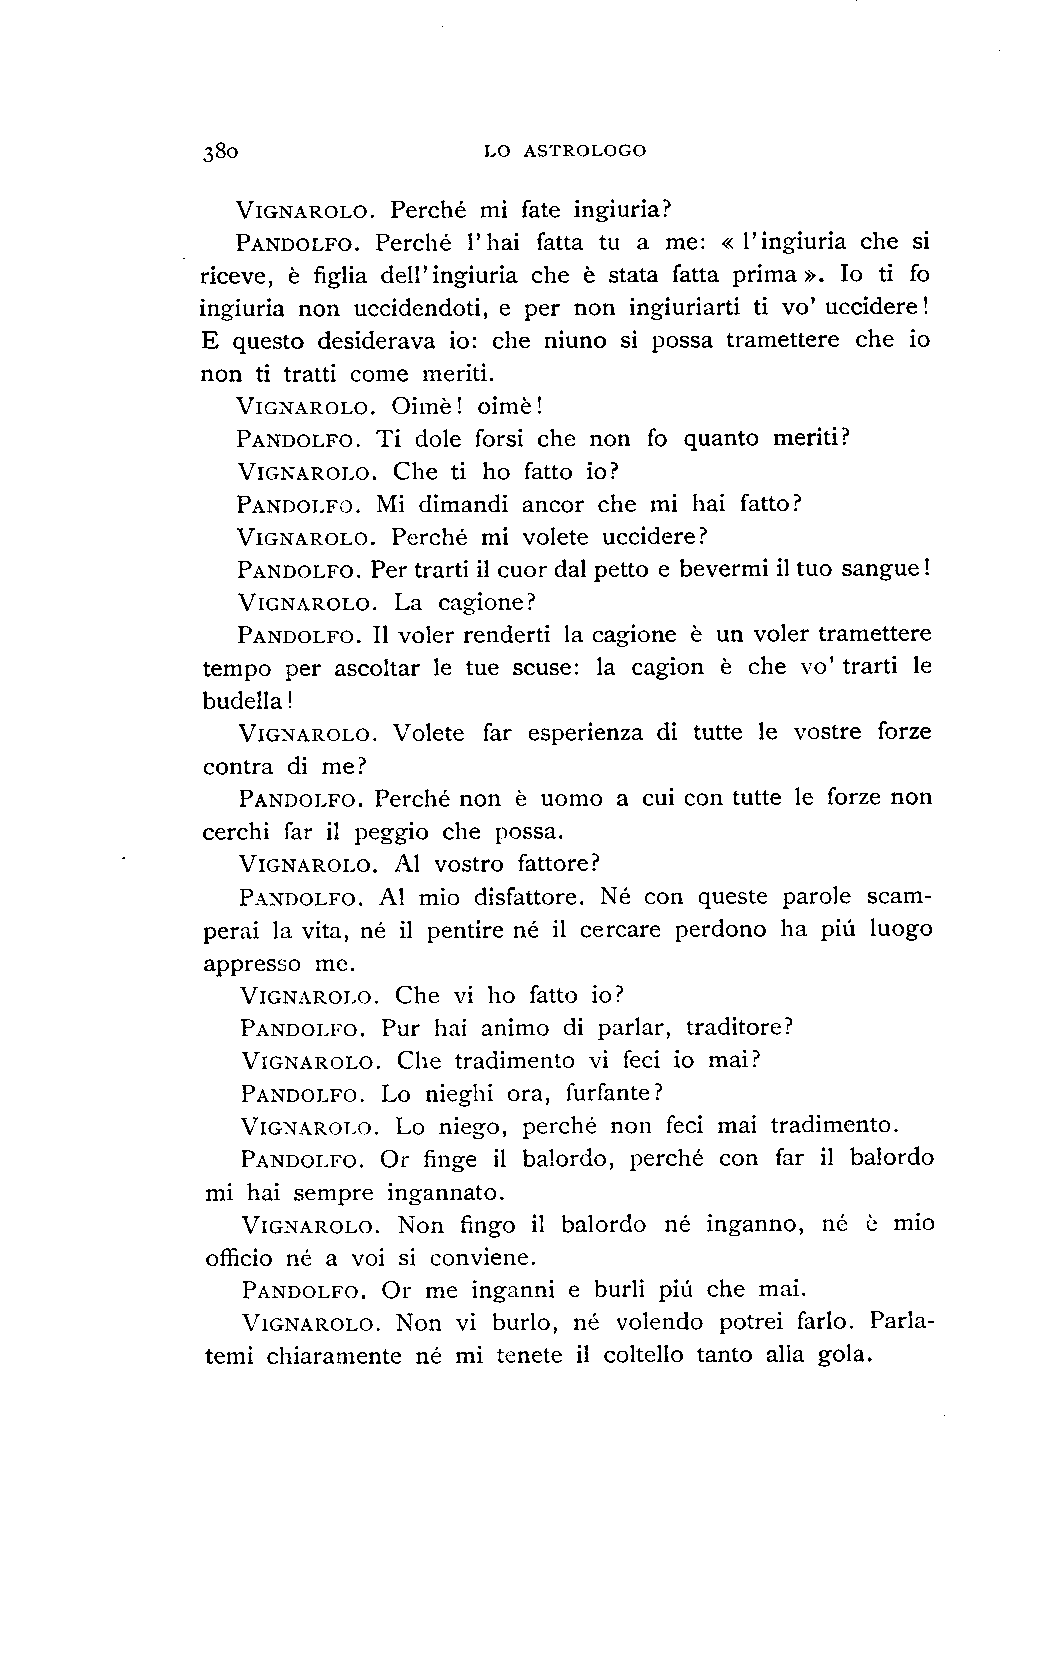 380 LO ASTROLOGO
VIGNAROLO. Perché mi fate ingiuria?
PANDOLFO. Perché l'hai fatta tu a me: « l'ingiuria che si
riceve, è figlia dell'ingiuria che è stata fatta prima ». Io ti fo
ingiuria non uccidendoti, e per non ingiuriarti ti vo' uccidere!
E questo desiderava io: che niuno si possa tramettere che io
non ti tratti come meriti.
VIGNAROLO. Oimè! oimè!
PANDOLFO. Ti dole forsi che non fo quanto meriti?
VIGNAROLO. Che ti ho fatto io?
PANDOLFO. Mi dimandi ancor che mi hai fatto?
VIGNAROLO. Perché mi volete uccidere?
PANDOLFO. Per trarti il cuor dal petto e bevermi il tuo sangue!
VIGNAROLO. La cagione?
PANDOLFO. Il voler renderti la cagione è un voler tramettere
tempo per ascoltar le tue scuse: la cagion è che vo' trarti le
budella!
VIGNAROLO. Volete far esperienza di tutte le vostre forze
contra di me?
PANDOLFO. Perché non è uomo a cui con tutte le forze non
cerchi far il peggio che possa.
VIGNAROLO. Al vostro fattore?
PANDOLFO. Al mio disfattore. Né con queste parole scam-
perai la vita, né il pentire né il cercare perdono ha piú luogo
appresso me.
VIGNAROLO. Che vi ho fatto io?
PANDOLFO. Pur hai animo di parlar, traditore?
VIGNAROLO. Che tradimento vi feci io mai?
PANDOLFO. Lo nieghi ora, furfante?
VIGNAROLO. Lo niego, perché non feci mai tradimento.
PANDOLFO. Or finge il balordo, perché con far il balordo
mi hai sempre ingannato.
VIGNAROLO. Non fingo il balordo né inganno, né è mio
officio né a voi si conviene.
PANDOLFO. Or me inganni e burli piú che mai.
VIGNAROLO. Non vi burlo, né volendo potrei farlo. Parla-
temi chiaramente né mi tenete il coltello tanto alla gola.